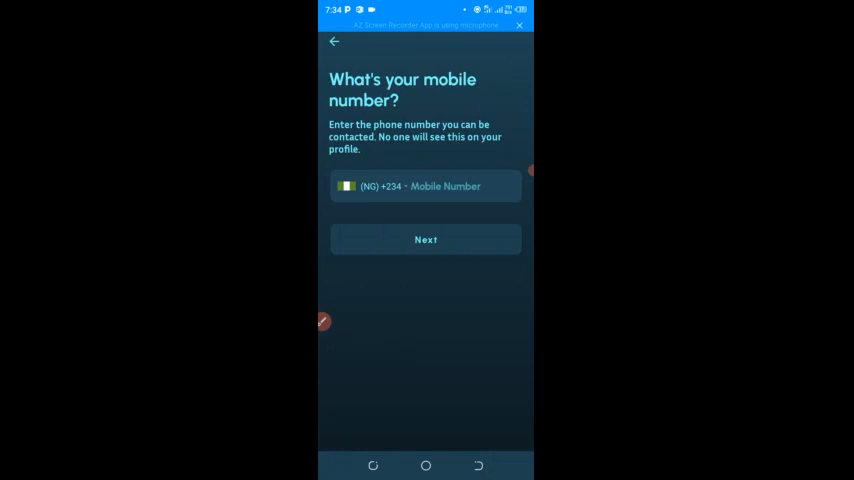 7:34
AZ Screen Recorder App is using microphone
What's your mobile
number?
Enter the phone number you can be
contacted. No one will see this on your
profile.
(NG) +234 - Mobile Number
Next